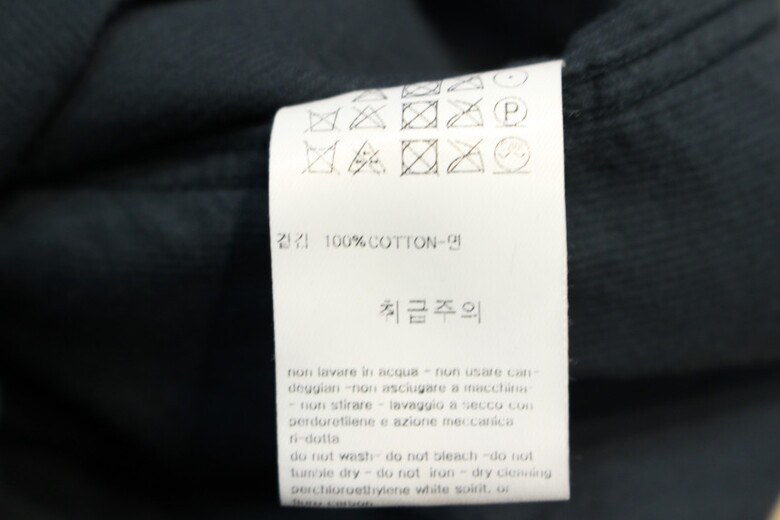 P
겉감 100%COTTON-면
취급주의
non lavare in acqua - non usare can-
deggian -non asciugare a macchina-
- non stirare - lavaggio a secco con
perdoretilene e azione meccanica
ri-dotta
do not wash- do not bleach -do not
tumble dry - do not iron - dry cleaning
perchloroethylene white spirit. or